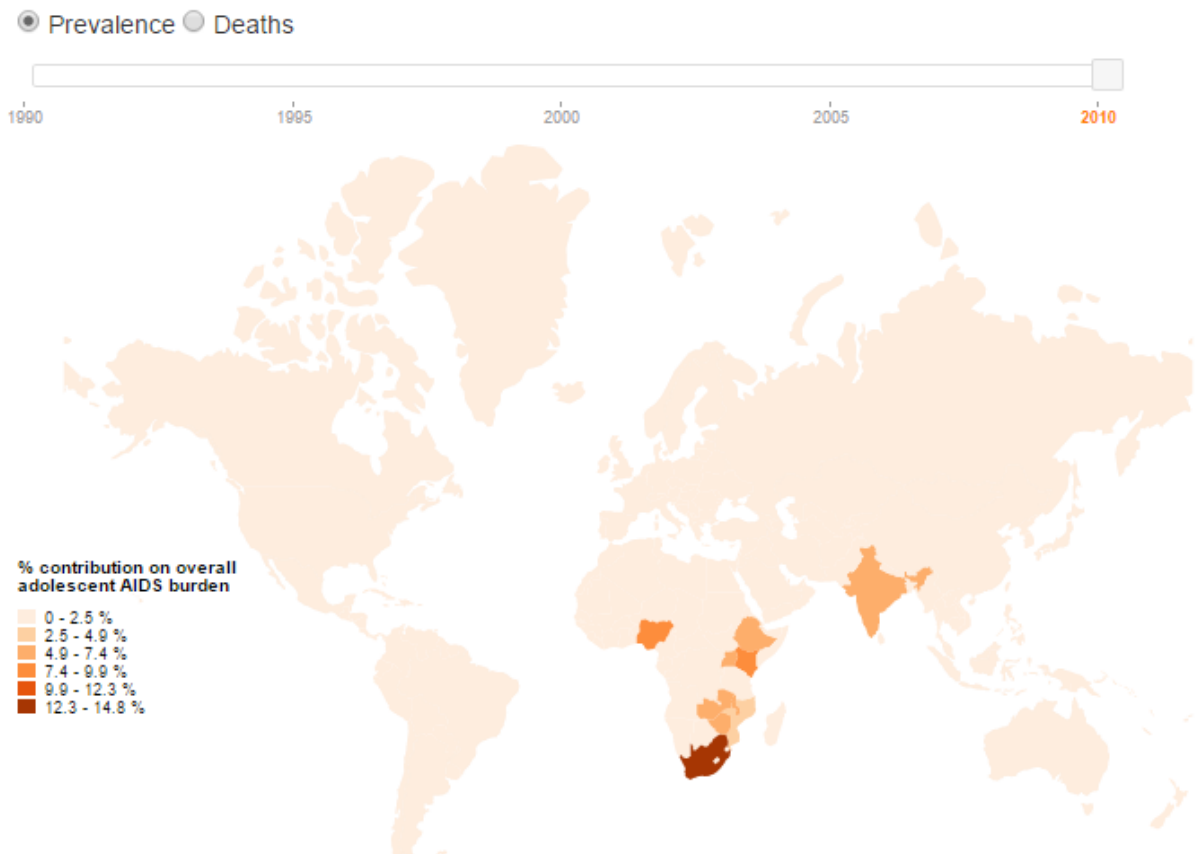 Prevalence Deaths
1990 1995 2000 2005 2010
% contribution on overall
adolescent AIDS burden
0 - 2.5 %
2.5 - 4.9 %
4.9 - 7.4 %
7.4 - 9.9 %
9.9 - 12.3 %
12.3 - 14.8 %